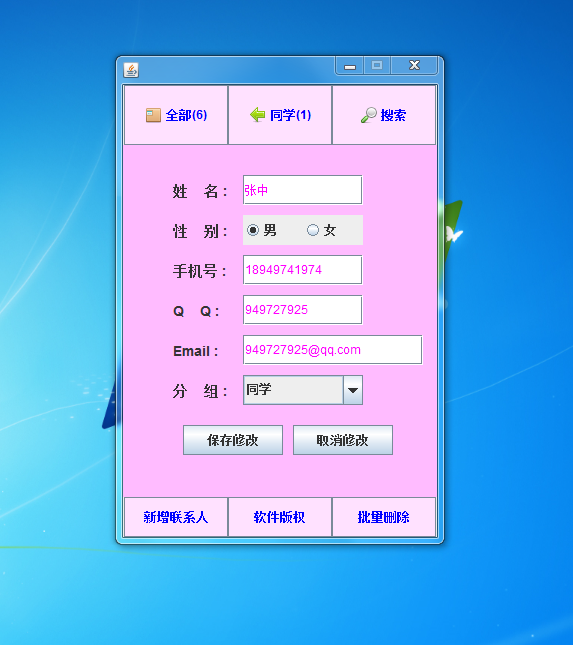 全部(6) 同学(1) 搜索
姓 名： 张中
性 别： 男 女
手机号： 18949741974
Q Q： 949727925
Email： 949727925@qq.com
分 组： 同学
保存修改 取消修改
新增联系人 软件版权 批量删除